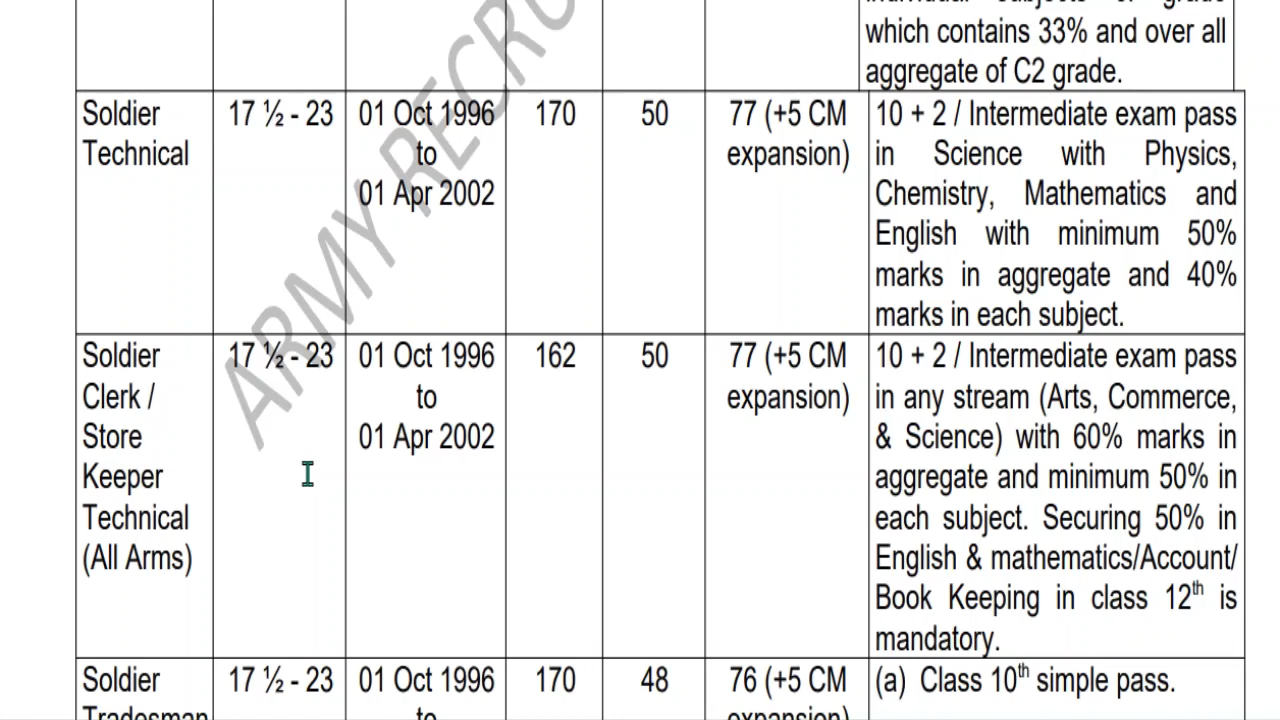 which contains 33% and over all
aggregate of C2 grade.
Soldier
Technical
17 ½ - 23
01 Oct 1996
to
01 Apr 2002
170
50
77 (+5 CM
expansion)
10 + 2 / Intermediate exam pass
in Science with Physics,
Chemistry, Mathematics and
English with minimum 50%
marks in aggregate and 40%
marks in each subject.
Soldier
Clerk /
Store
Keeper
Technical
(All Arms)
17 ½ - 23
01 Oct 1996
to
01 Apr 2002
162
50
77 (+5 CM
expansion)
10 + 2 / Intermediate exam pass
in any stream (Arts, Commerce,
& Science) with 60% marks in
aggregate and minimum 50% in
each subject. Securing 50% in
English & mathematics/Account/
Book Keeping in class 12th is
mandatory.
Soldier
Tradesman
17 ½ - 23
01 Oct 1996
to
170
48
76 (+5 CM
expansion)
(a) Class 10th simple pass.
ARMY RECRU